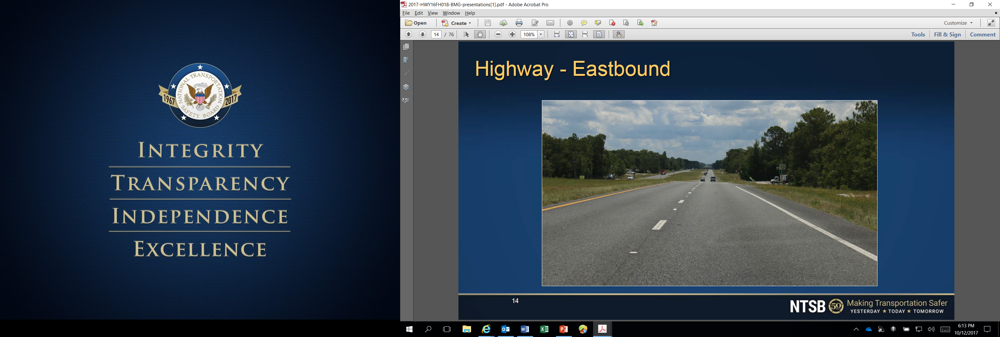 NATIONAL TRANSPORTATION
SAFETY BOARD
1967
2017
INTEGRITY
TRANSPARENCY
INDEPENDENCE
EXCELLENCE
2017-HWY16FH018-BMG-presentations[1].pdf - Adobe Acrobat Pro
File Edit View Window Help
Open Create Customize
14 / 76 108% Tools Fill & Sign Comment
Highway - Eastbound
14
NTSB 50 Making Transportation Safer
YESTERDAY ★ TODAY ★ TOMORROW
6:13 PM
10/12/2017